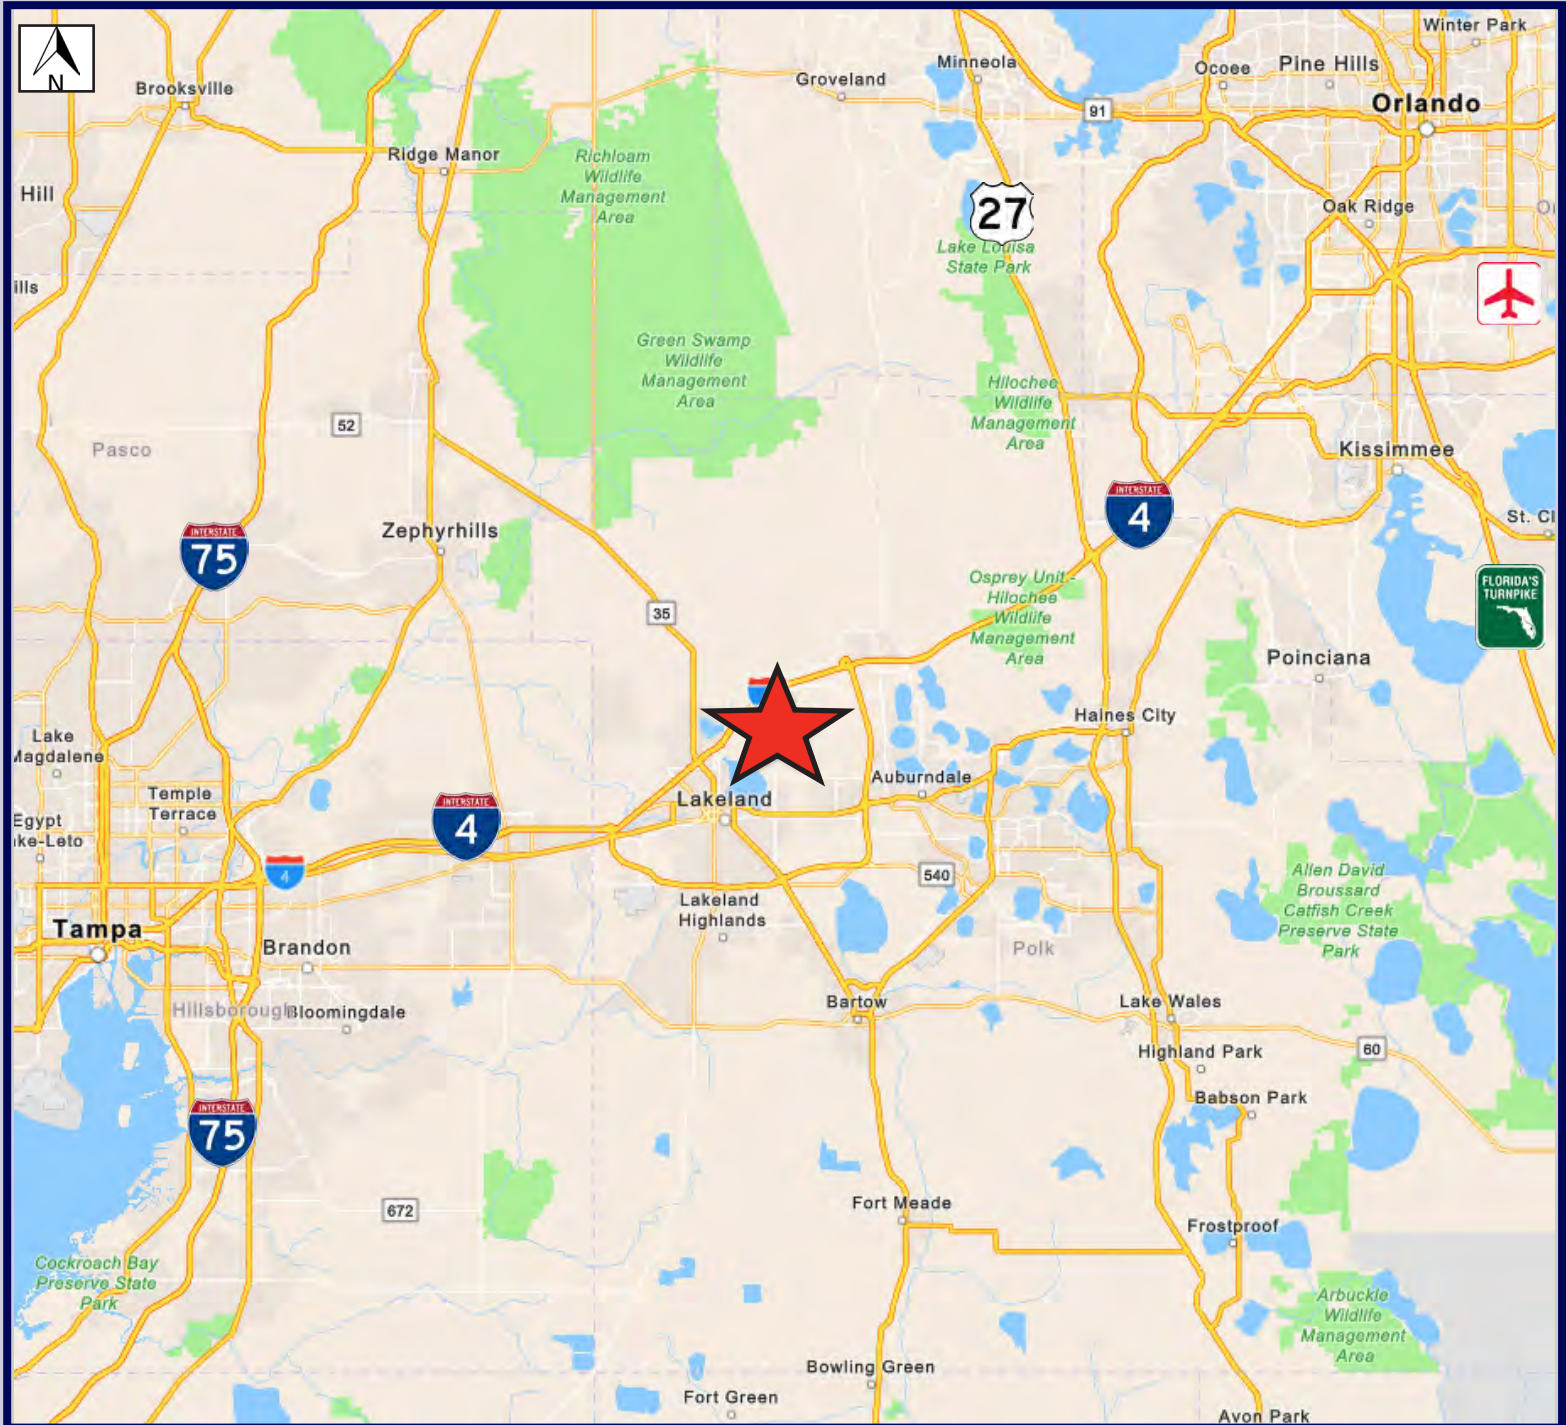 N
Brooksville
Groveland
Minneola
Winter Park
Ocoee
Pine Hills
Orlando
91
Ridge Manor
Richloam
Wildlife
Management
Area
Hill
27
Oak Ridge
Lake Louisa
State Park
ills
Green Swamp
Wildlife
Management
Area
Hilochee
Wildlife
Management
Area
52
Pasco
Kissimmee
INTERSTATE
4
St. Cl
INTERSTATE
75
Zephyrhills
Osprey Unit -
Hilochee
Wildlife
Management
Area
FLORIDA'S
TURNPIKE
35
Poinciana
Haines City
Lake
Magdalene
Temple
Terrace
Auburndale
Lakeland
INTERSTATE
4
Egypt
ke-Leto
4
540
Allen David
Broussard
Catfish Creek
Preserve State
Park
Lakeland
Highlands
Tampa
Brandon
Polk
Hillsborough
Bloomingdale
Bartow
Lake Wales
Highland Park
60
Babson Park
INTERSTATE
75
672
Fort Meade
Frostproof
Cockroach Bay
Preserve State
Park
Arbuckle
Wildlife
Management
Area
Bowling Green
Fort Green
Avon Park